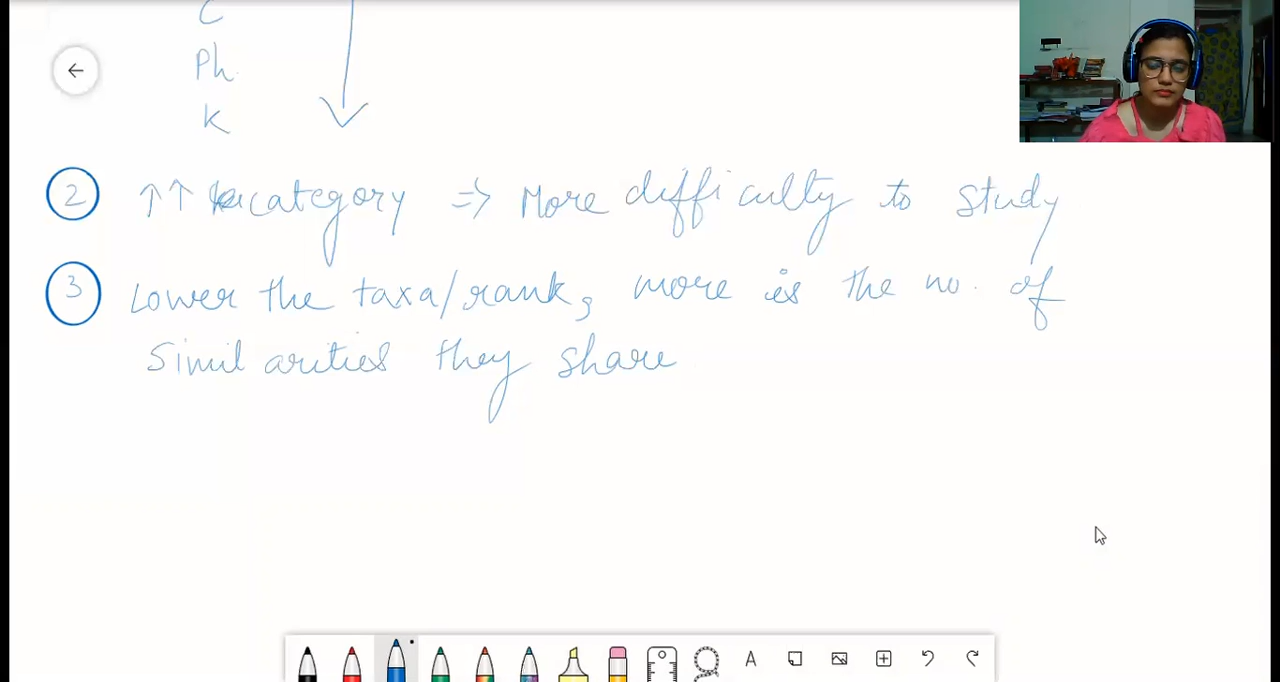 C
Ph.
K
2 ↑↑ category ⇒ More difficulty to study
3 Lower the taxa/rank, more is the no. of
similarities they share
A